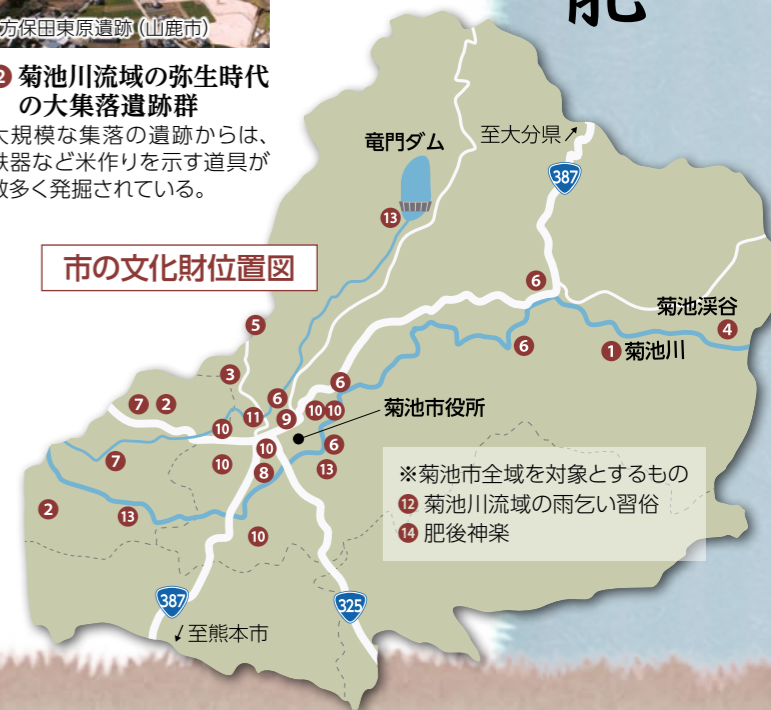 方保田東原遺跡(山鹿市)
2 菊池川流域の弥生時代
の大集落遺跡群
大規模な集落の遺跡からは、
鉄器など米作りを示す道具が
数多く発掘されている。
市の文化財位置図
竜門ダム
至大分県↗
387
13
6
菊池渓谷
4
5
6
1 菊池川
3
6
6
7 2
11
9
10 10
菊池市役所
10
10
6
7
10
8
13
※菊池市全域を対象とするもの
12 菊池川流域の雨乞い習俗
14 肥後神楽
2
13
10
387
325
↙至熊本市